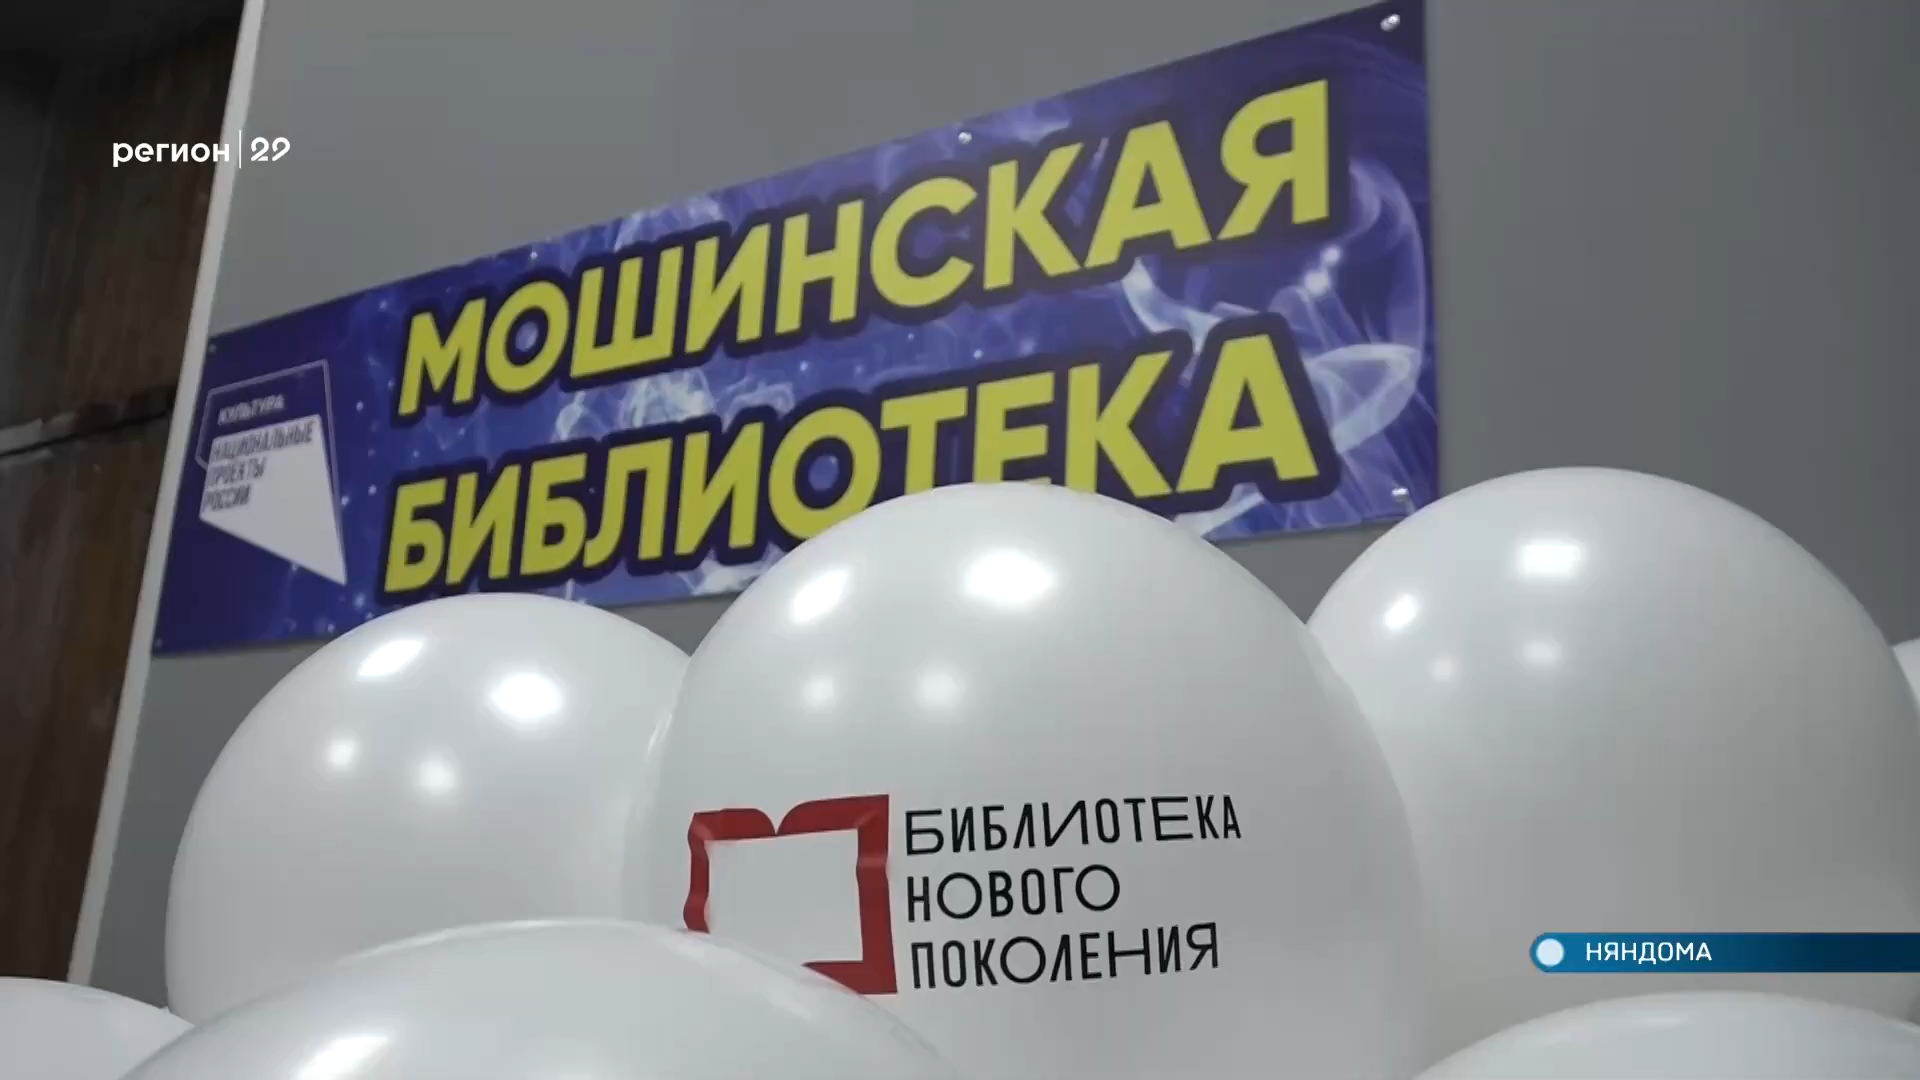 регион|29
МОШИНСКАЯ
БИБЛИОТЕКА
КУЛЬТУРА
НАЦИОНАЛЬНЫЕ
ПРОЕКТЫ
РОССИИ
БИБЛИОТЕКА
НОВОГО
ПОКОЛЕНИЯ
НЯНДОМА